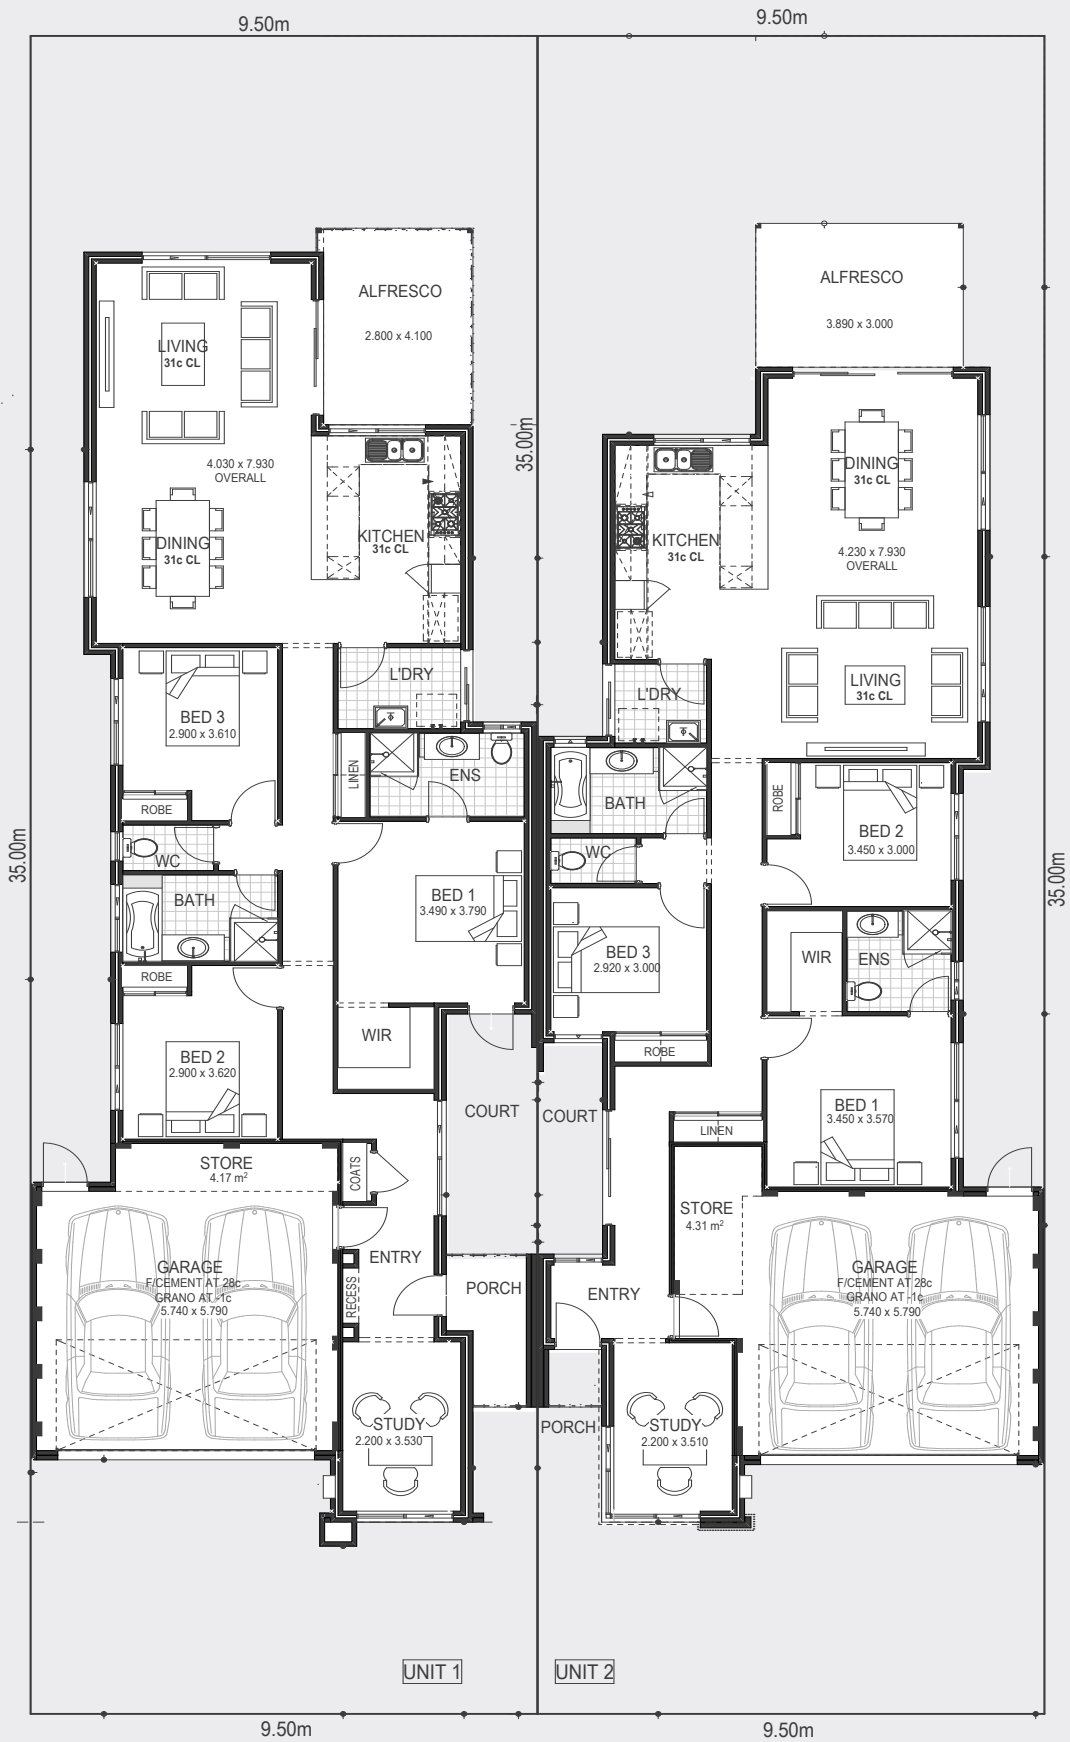 9.50m
9.50m
ALFRESCO
2.800 x 4.100
ALFRESCO
3.890 x 3.000
LIVING
31c CL
4.030 x 7.930
OVERALL
35.00m
DINING
31c CL
KITCHEN
31c CL
KITCHEN
31c CL
DINING
31c CL
4.230 x 7.930
OVERALL
L'DRY
L'DRY
LIVING
31c CL
BED 3
2.900 x 3.610
LINEN
ENS
ROBE
WC
BATH
ROBE
BED 2
3.450 x 3.000
35.00m
WC
BATH
BED 1
3.490 x 3.790
BED 3
2.920 x 3.000
WIR
ENS
35.00m
ROBE
WIR
ROBE
BED 2
2.900 x 3.620
COURT
COURT
BED 1
3.450 x 3.570
LINEN
STORE
4.17 m²
COATS
STORE
4.31 m²
ENTRY
GARAGE
F/CEMENT AT 28c
GRANO AT -1c
5.740 x 5.790
RECESS
PORCH
ENTRY
GARAGE
F/CEMENT AT 28c
GRANO AT -1c
5.740 x 5.790
STUDY
2.200 x 3.530
PORCH
STUDY
2.200 x 3.510
UNIT 1
UNIT 2
9.50m
9.50m